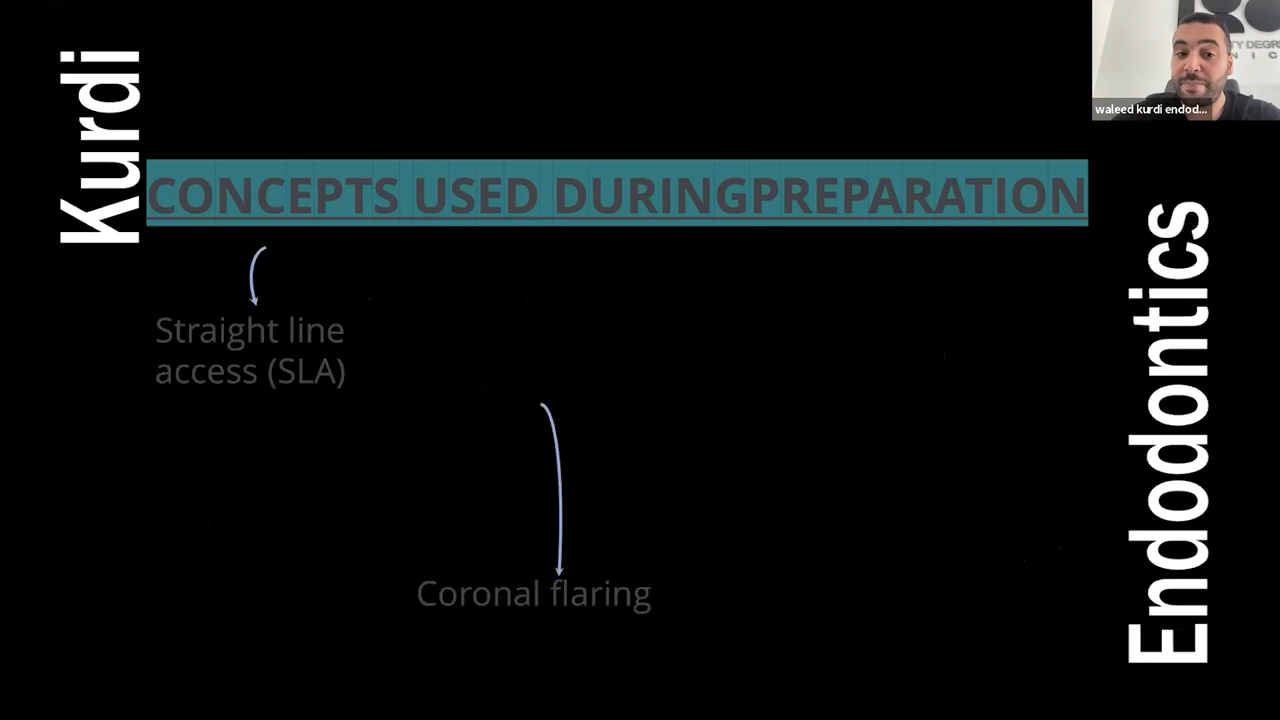 Kurdi
CONCEPTS USED DURINGPREPARATION
Straight line
access (SLA)
Coronal flaring
Endodontics
waleed kurdi endod...